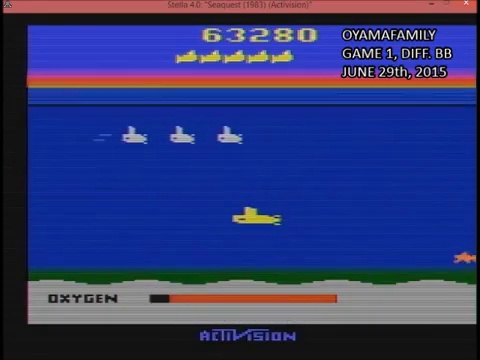 Stella 4.0: "Seaquest (1983) (Activision)"
63280
OYAMAFAMILY
GAME 1, DIFF. BB
JUNE 29th, 2015
OXYGEN
ACTIVISION